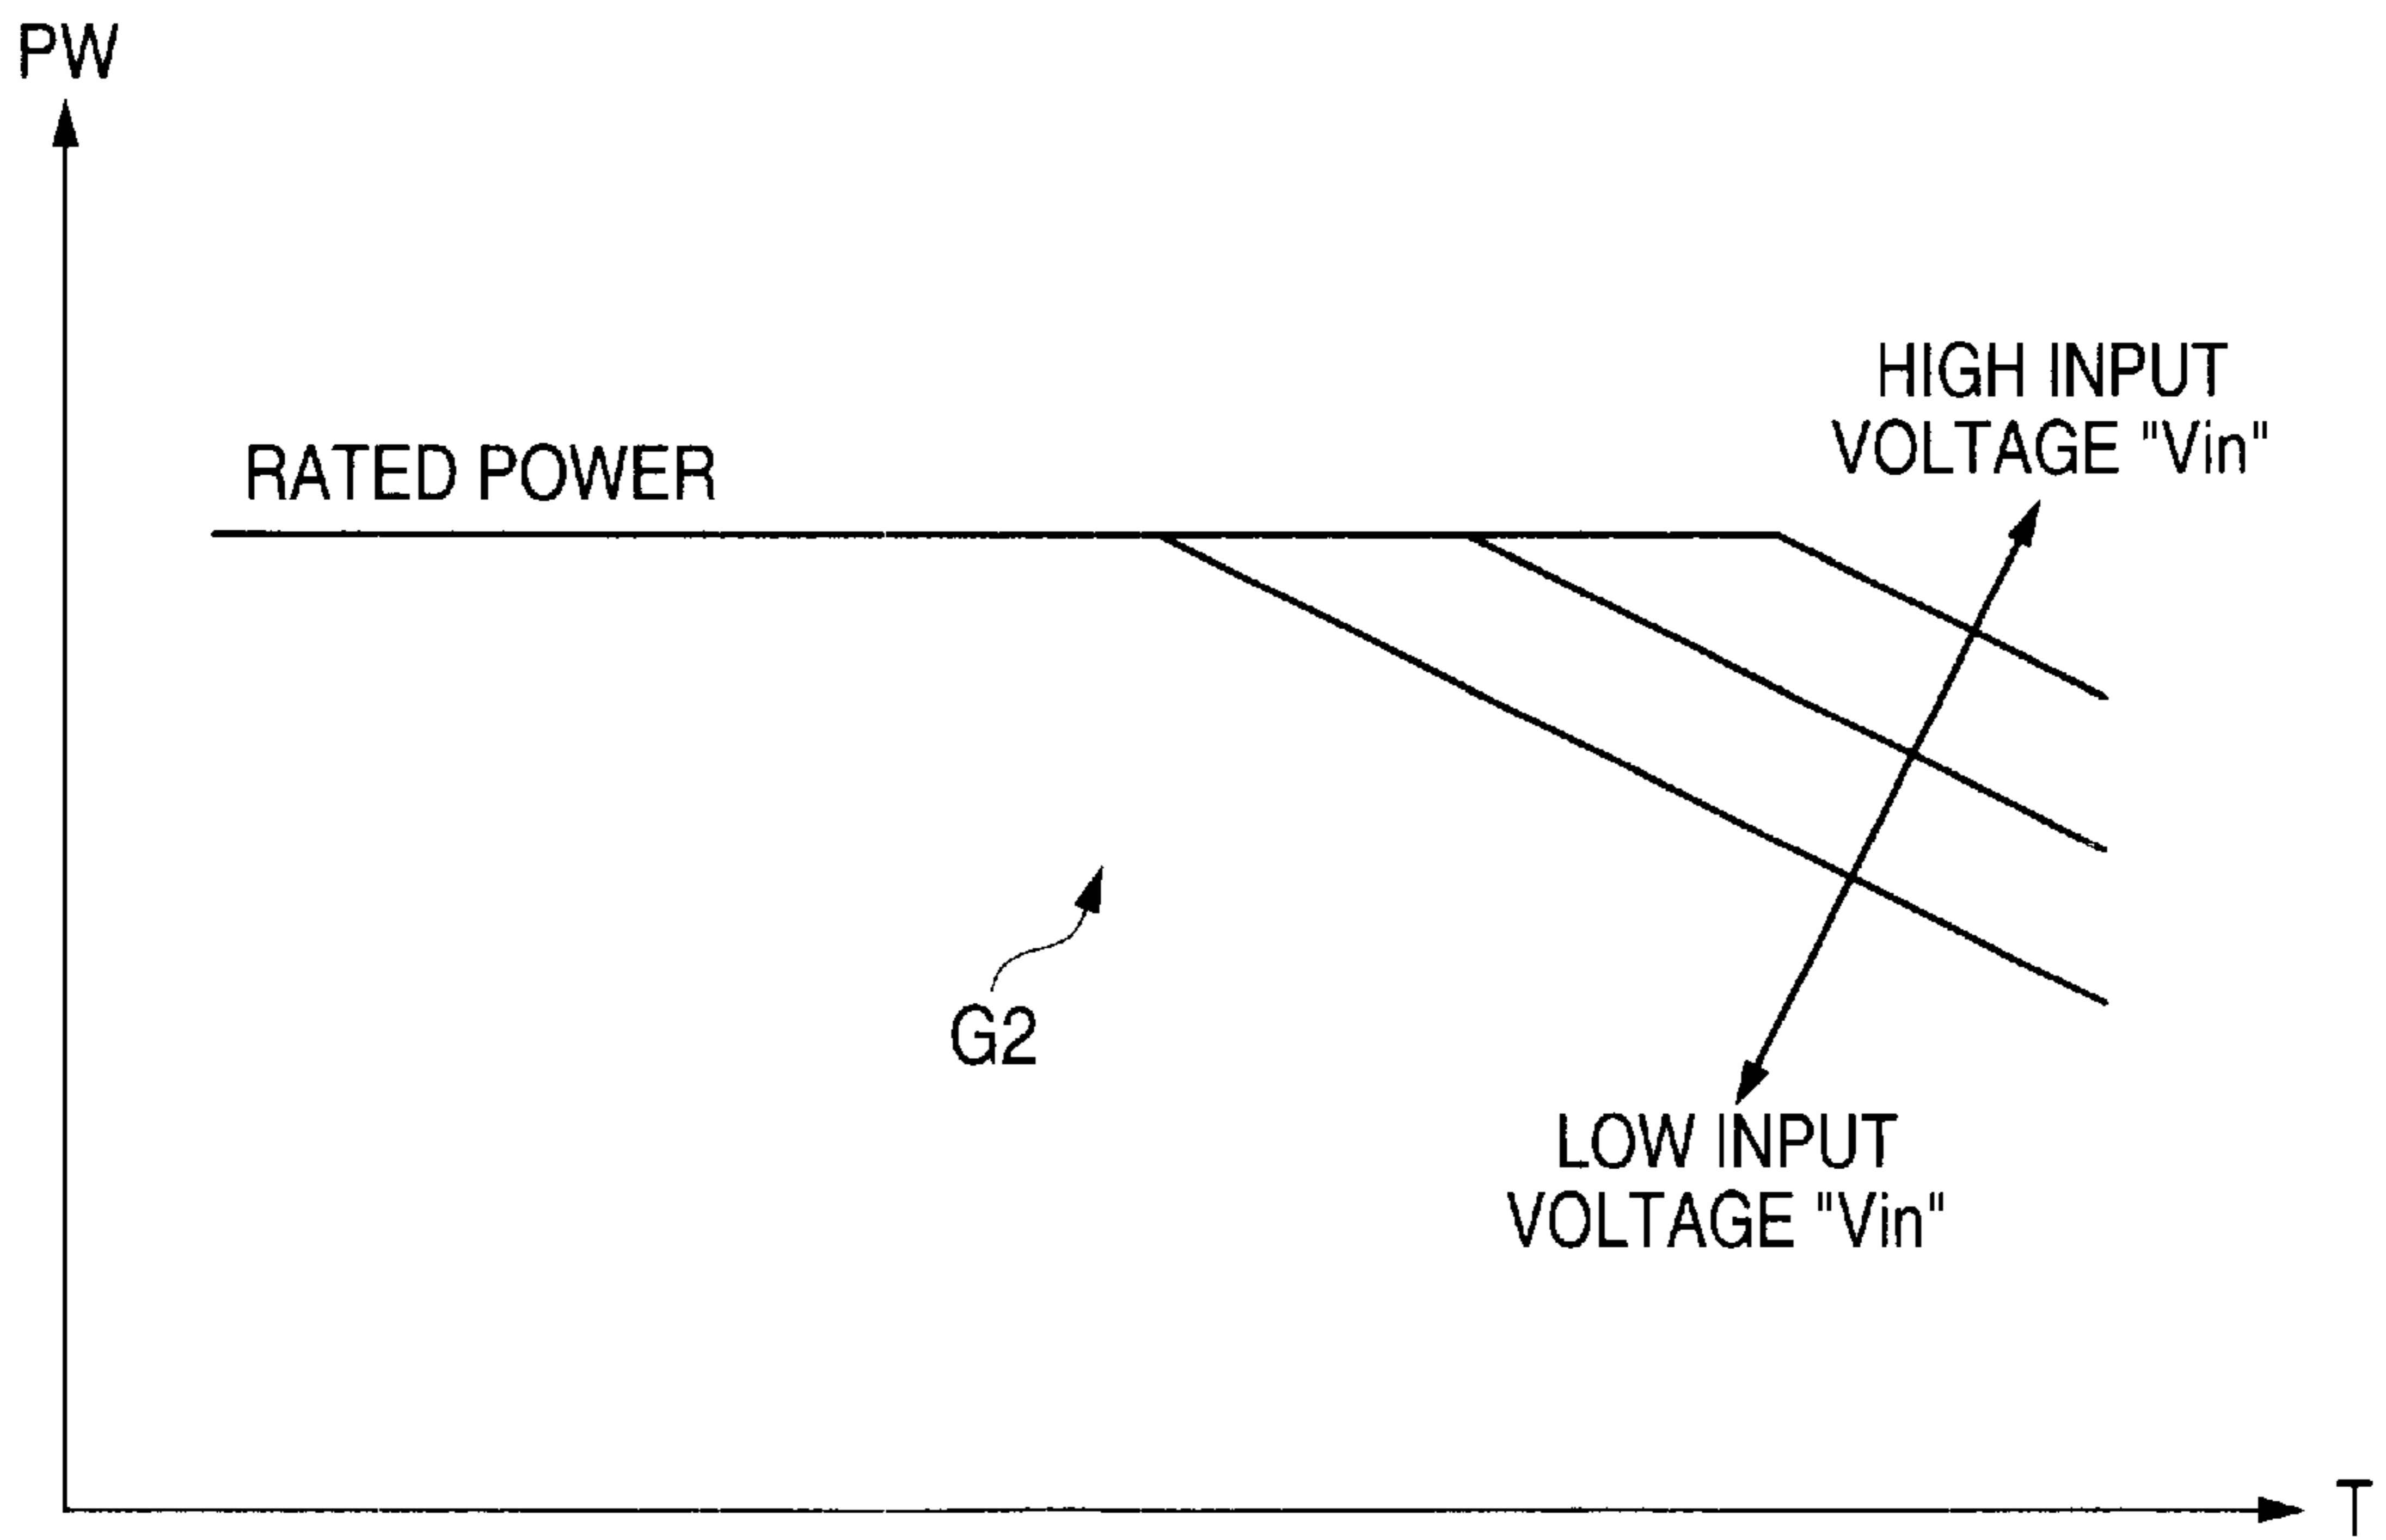 PW
HIGH INPUT
VOLTAGE "Vin"
RATED POWER
G2
LOW INPUT
VOLTAGE "Vin"
T